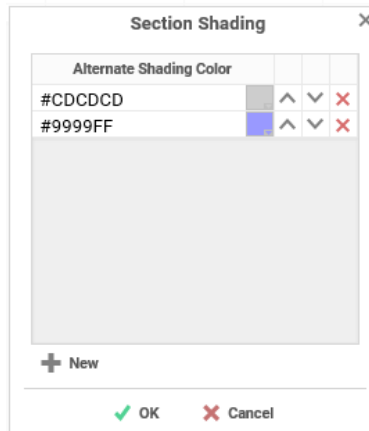 Section Shading
Alternate Shading Color
#CDCDCD
#9999FF
New
OK Cancel